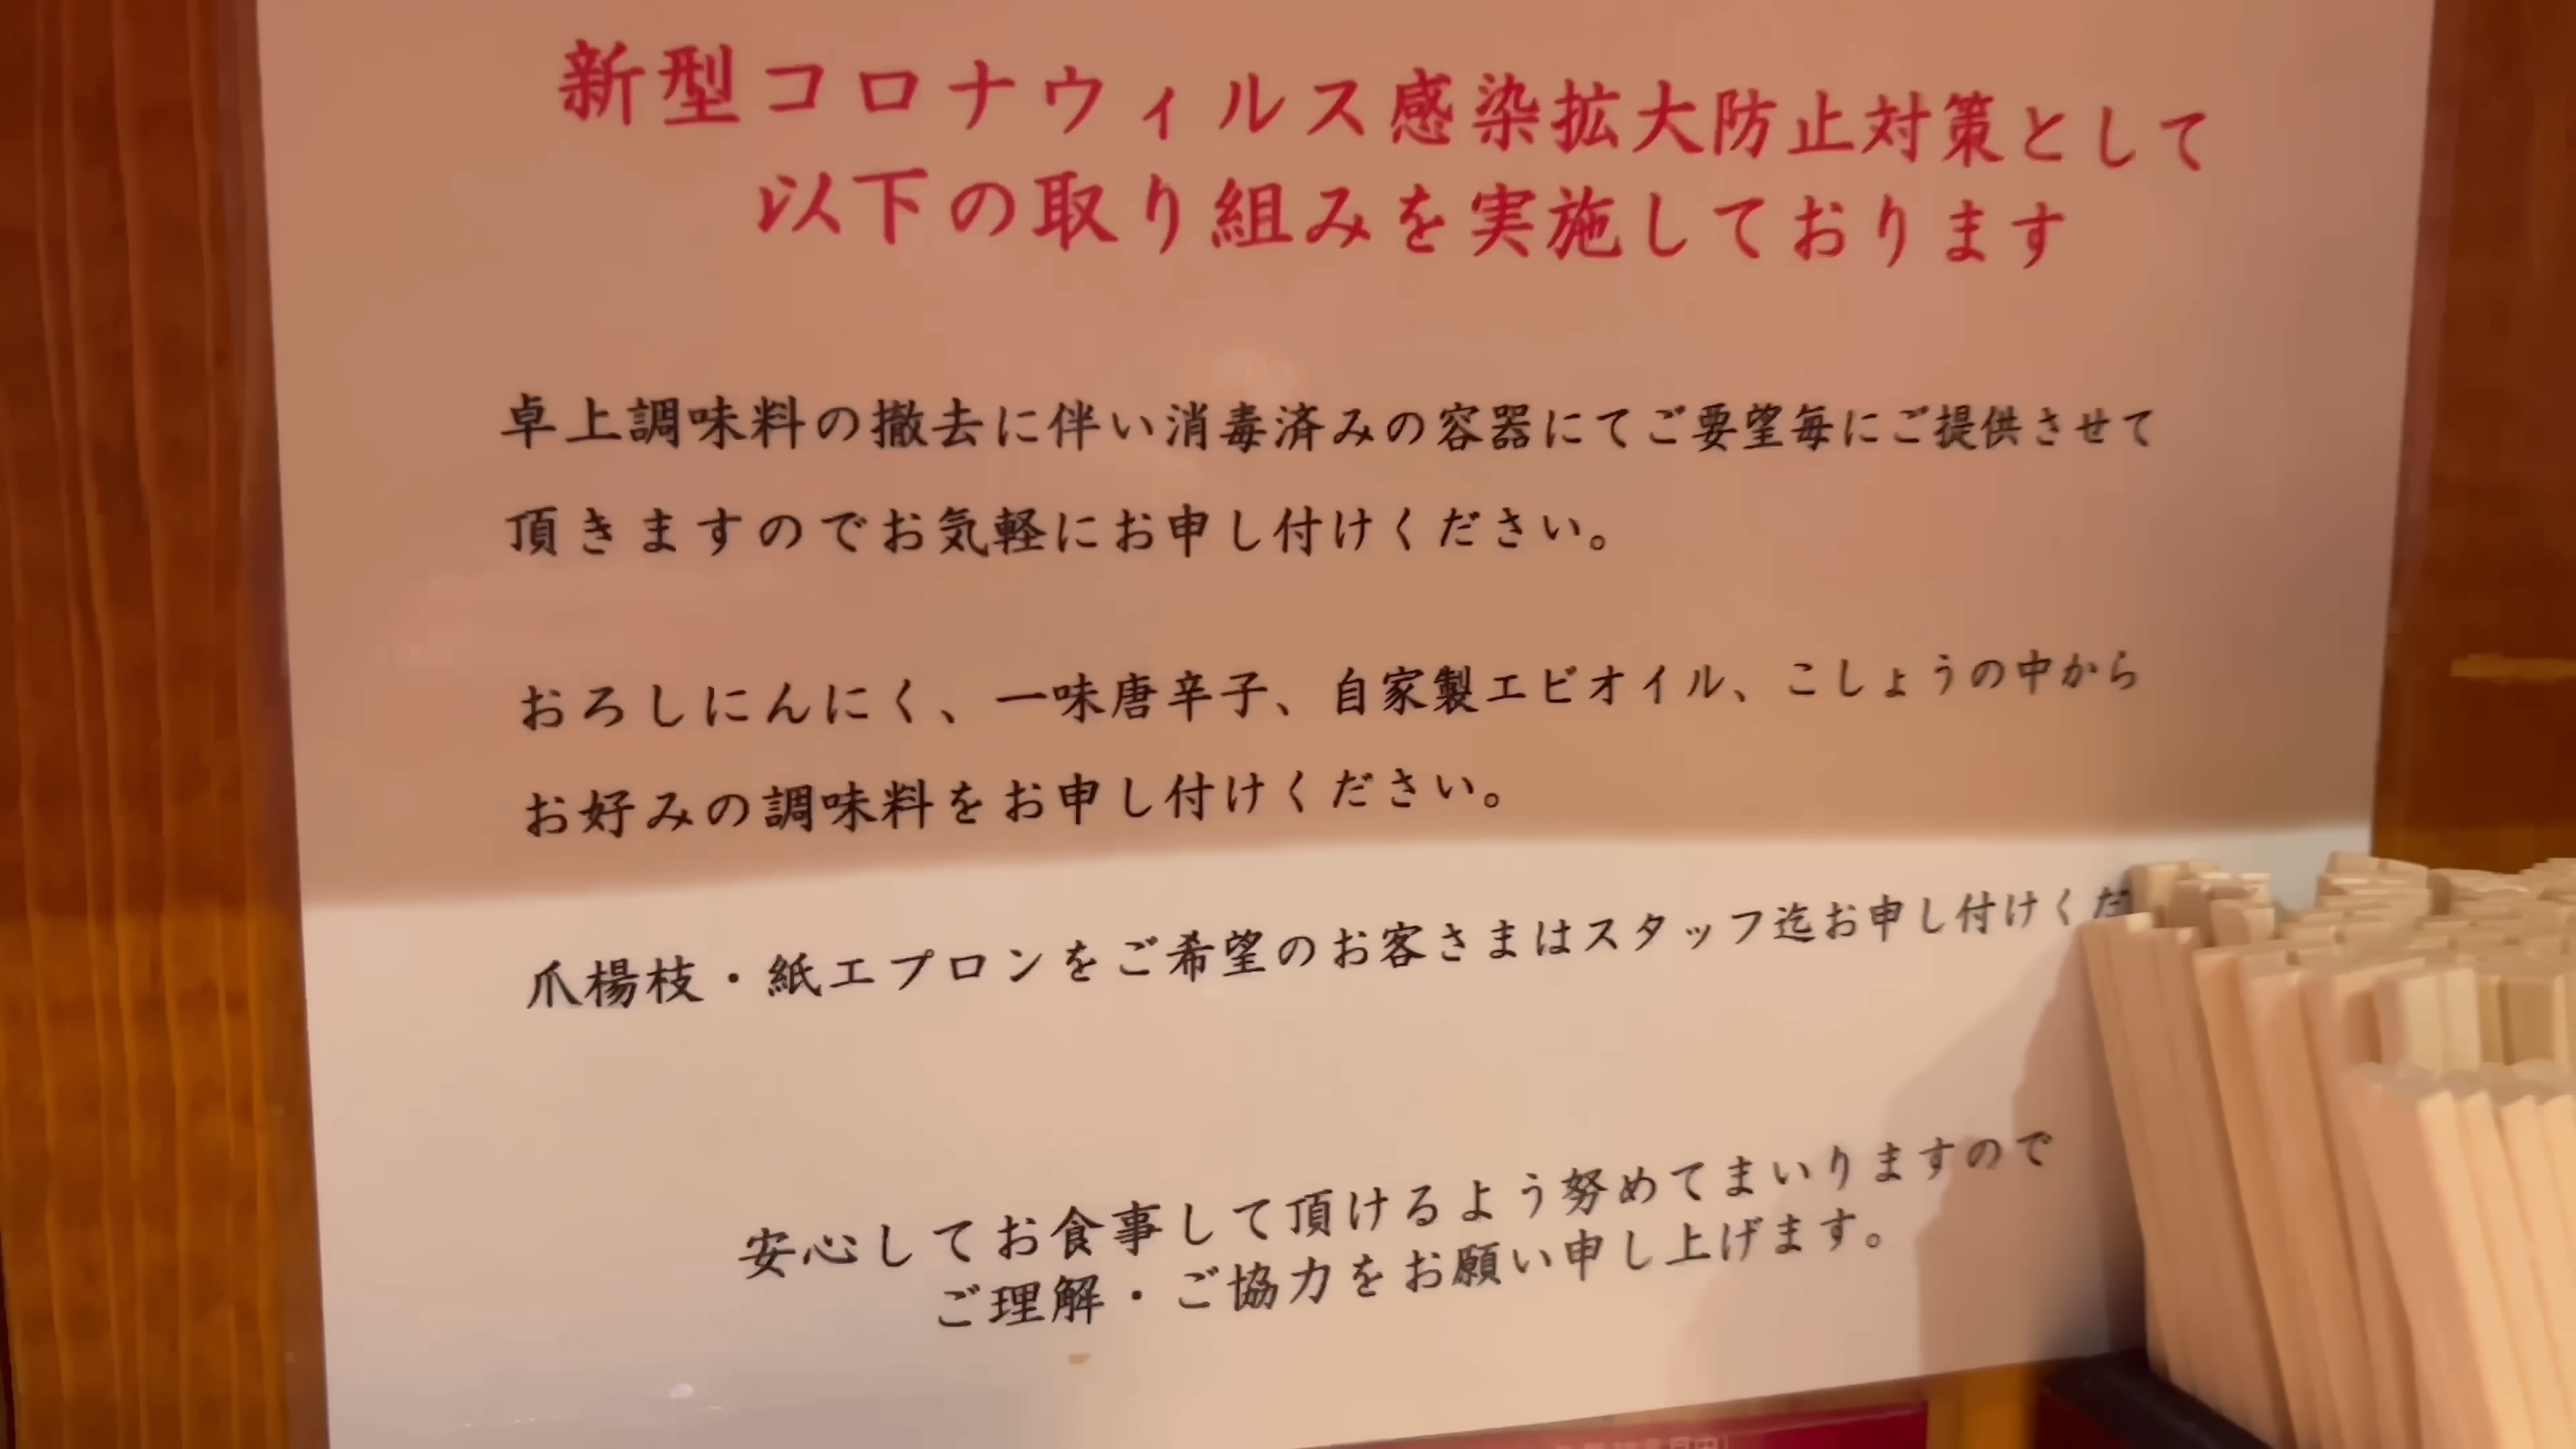 新型コロナウィルス感染拡大防止対策として
以下の取り組みを実施しております
卓上調味料の撤去に伴い消毒済みの容器にてご要望毎にご提供させて
頂きますのでお気軽にお申し付けください。
おろしにんにく、一味唐辛子、自家製エビオイル、こしょうの中から
お好みの調味料をお申し付けください。
爪楊枝・紙エプロンをご希望のお客さまはスタッフ迄お申し付けくだ
安心してお食事して頂けるよう努めてまいりますので
ご理解・ご協力をお願い申し上げます。